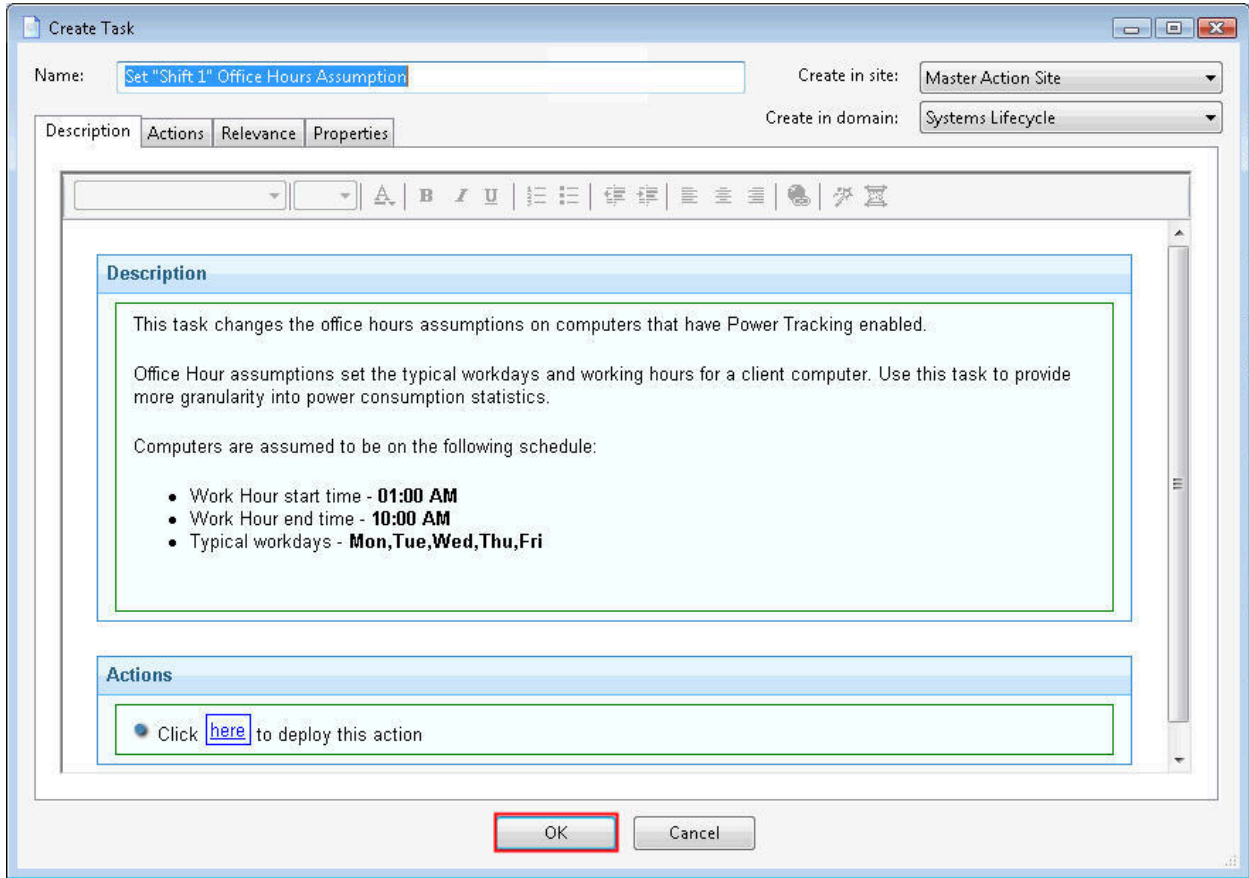 Create Task
Name: Set "Shift 1" Office Hours Assumption Create in site: Master Action Site
Create in domain: Systems Lifecycle
Description Actions Relevance Properties
A B I U
Description
This task changes the office hours assumptions on computers that have Power Tracking enabled.
Office Hour assumptions set the typical workdays and working hours for a client computer. Use this task to provide
more granularity into power consumption statistics.
Computers are assumed to be on the following schedule:
• Work Hour start time - 01:00 AM
• Work Hour end time - 10:00 AM
• Typical workdays - Mon,Tue,Wed,Thu,Fri
Actions
Click here to deploy this action
OK Cancel